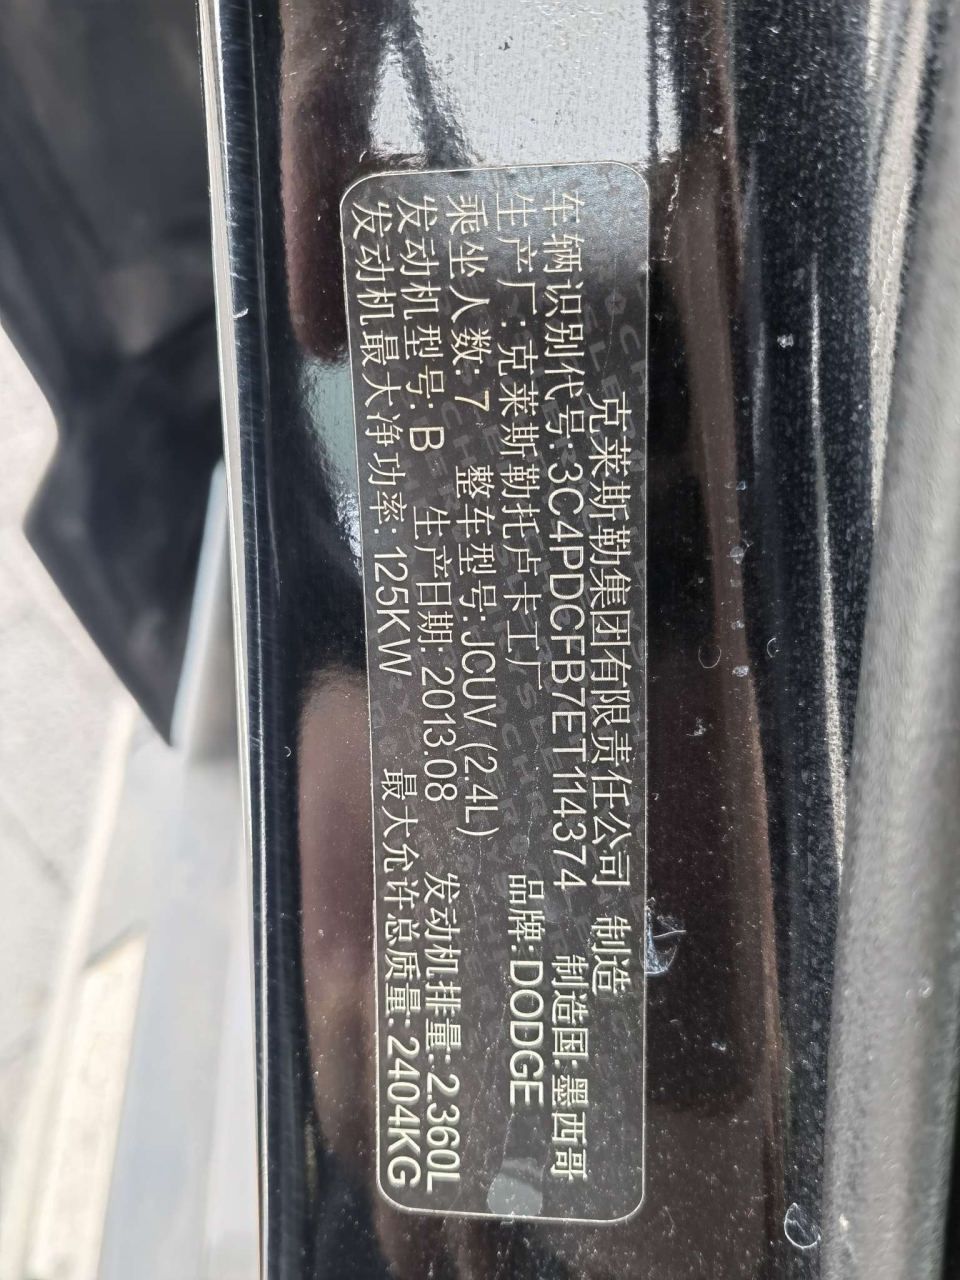 克莱斯勒集团有限责任公司 制造
车辆识别代号: 3C4PDCFB7ET114374 制造国: 墨西哥
生产厂: 克莱斯勒托卢卡工厂 品牌: DODGE
乘坐人数: 7 整车型号: JCUV (2.4L)
发动机型号: B 生产日期: 2013.08 发动机排量: 2.360L
发动机最大净功率: 125KW 最大允许总质量: 2404KG